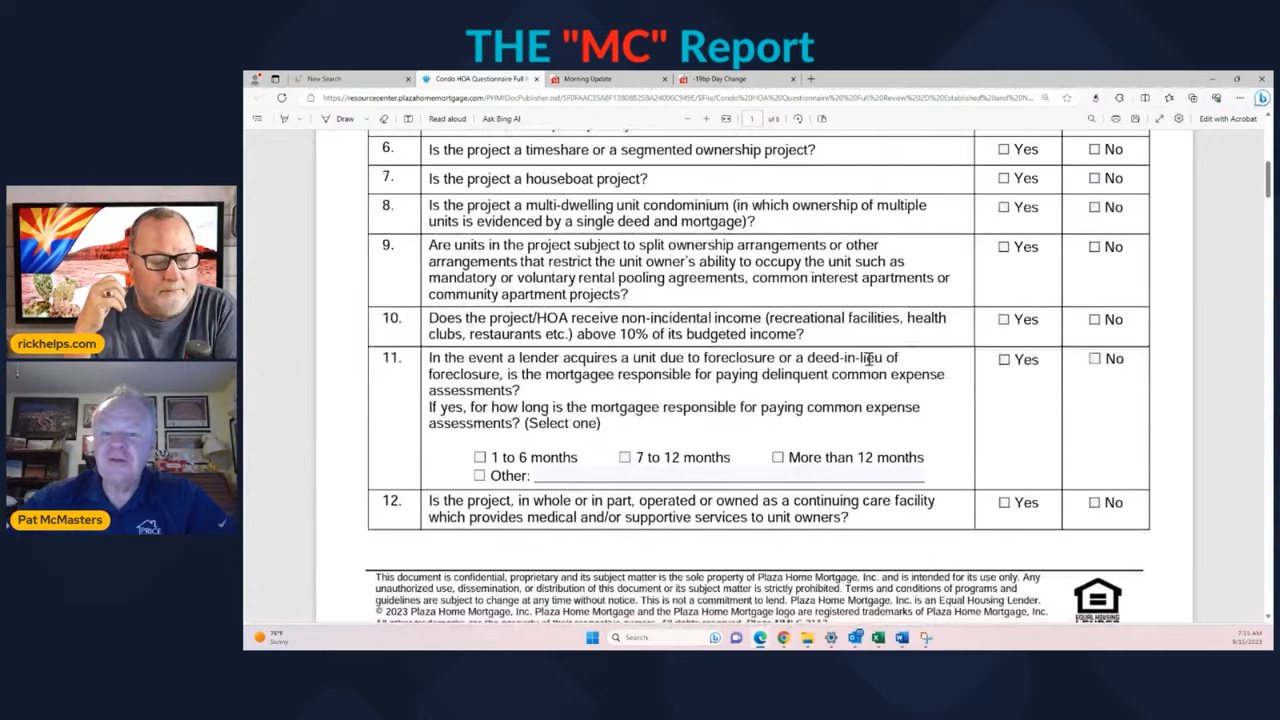 THE "MC" Report
New Search
Condo HOA Questionnaire Full
Morning Update
-19bp Day Change
Draw
Read aloud
Ask Bing AI
1
of 6
Edit with Acrobat
6. Is the project a timeshare or a segmented ownership project? Yes No
7. Is the project a houseboat project? Yes No
8. Is the project a multi-dwelling unit condominium (in which ownership of multiple Yes No
units is evidenced by a single deed and mortgage)?
9. Are units in the project subject to split ownership arrangements or other Yes No
arrangements that restrict the unit owner's ability to occupy the unit such as
mandatory or voluntary rental pooling agreements, common interest apartments or
community apartment projects?
10. Does the project/HOA receive non-incidental income (recreational facilities, health Yes No
clubs, restaurants etc.) above 10% of its budgeted income?
11. In the event a lender acquires a unit due to foreclosure or a deed-in-lieu of Yes No
foreclosure, is the mortgagee responsible for paying delinquent common expense
assessments?
If yes, for how long is the mortgagee responsible for paying common expense
assessments? (Select one)
1 to 6 months 7 to 12 months More than 12 months
Other:
12. Is the project, in whole or in part, operated or owned as a continuing care facility Yes No
which provides medical and/or supportive services to unit owners?
This document is confidential, proprietary and its subject matter is the sole property of Plaza Home Mortgage, Inc. and is intended for its use only. Any
unauthorized use, dissemination, or distribution of this document or its subject matter is strictly prohibited. Terms and conditions of programs and
guidelines are subject to change at any time without notice. This is not a commitment to lend. Plaza Home Mortgage, Inc. is an Equal Housing Lender.
© 2023 Plaza Home Mortgage, Inc. Plaza Home Mortgage and the Plaza Home Mortgage logo are registered trademarks of Plaza Home Mortgage, Inc.
EQUAL HOUSING
rickhelps.com
Pat McMasters
PRICE
Sunny
Search
7:15 AM
9/15/2023